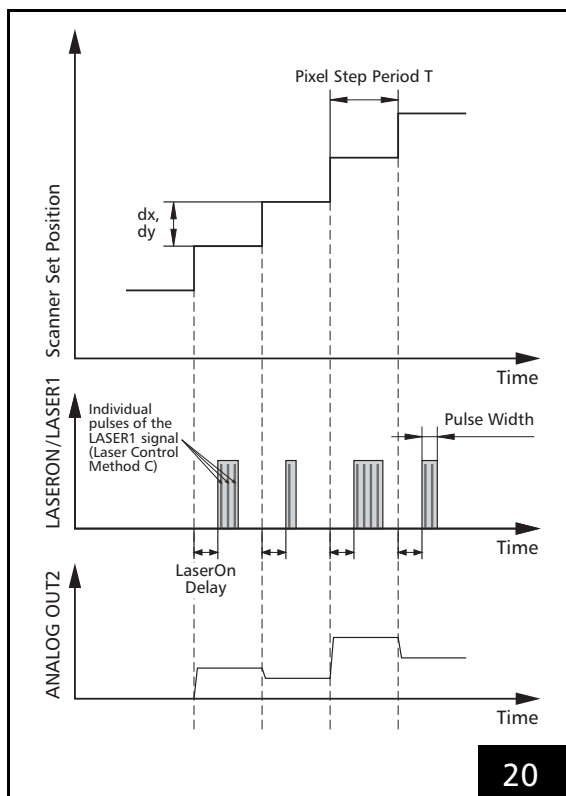 Pixel Step Period T
dx,
dy
Scanner Set Position
Time
LASERON/LASER1
Individual
pulses of the
LASER1 signal
(Laser Control
Method C)
Pulse Width
Time
LaserOn
Delay
ANALOG OUT2
Time
20